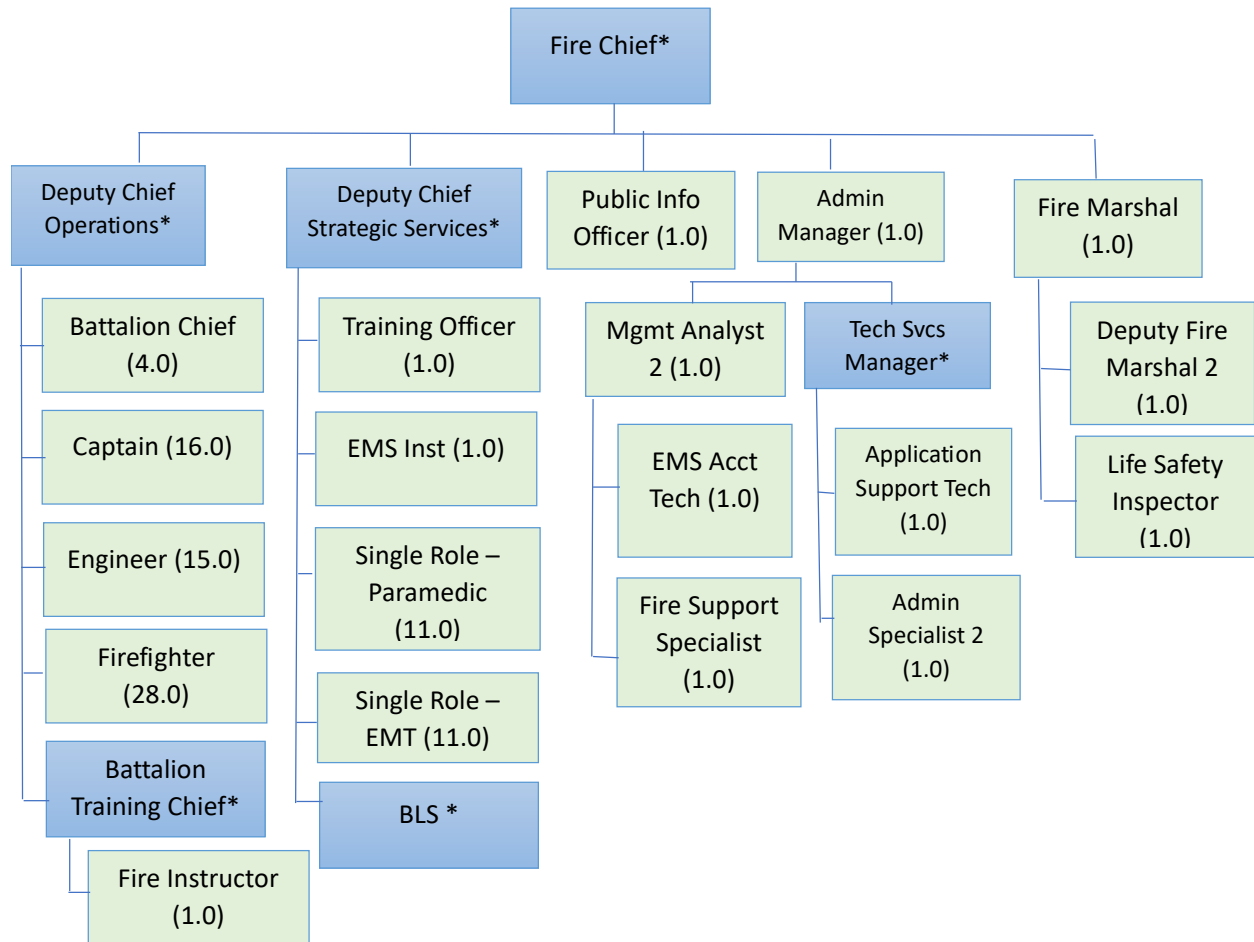 Fire Chief*
Deputy Chief
Operations*
Deputy Chief
Strategic Services*
Public Info
Officer (1.0)
Admin
Manager (1.0)
Fire Marshal
(1.0)
Battalion Chief
(4.0)
Captain (16.0)
Engineer (15.0)
Firefighter
(28.0)
Battalion
Training Chief*
Fire Instructor
(1.0)
Training Officer
(1.0)
EMS Inst (1.0)
Single Role –
Paramedic
(11.0)
Single Role –
EMT (11.0)
BLS *
Mgmt Analyst
2 (1.0)
EMS Acct
Tech (1.0)
Fire Support
Specialist
(1.0)
Tech Svcs
Manager*
Application
Support Tech
(1.0)
Admin
Specialist 2
(1.0)
Deputy Fire
Marshal 2
(1.0)
Life Safety
Inspector
(1.0)